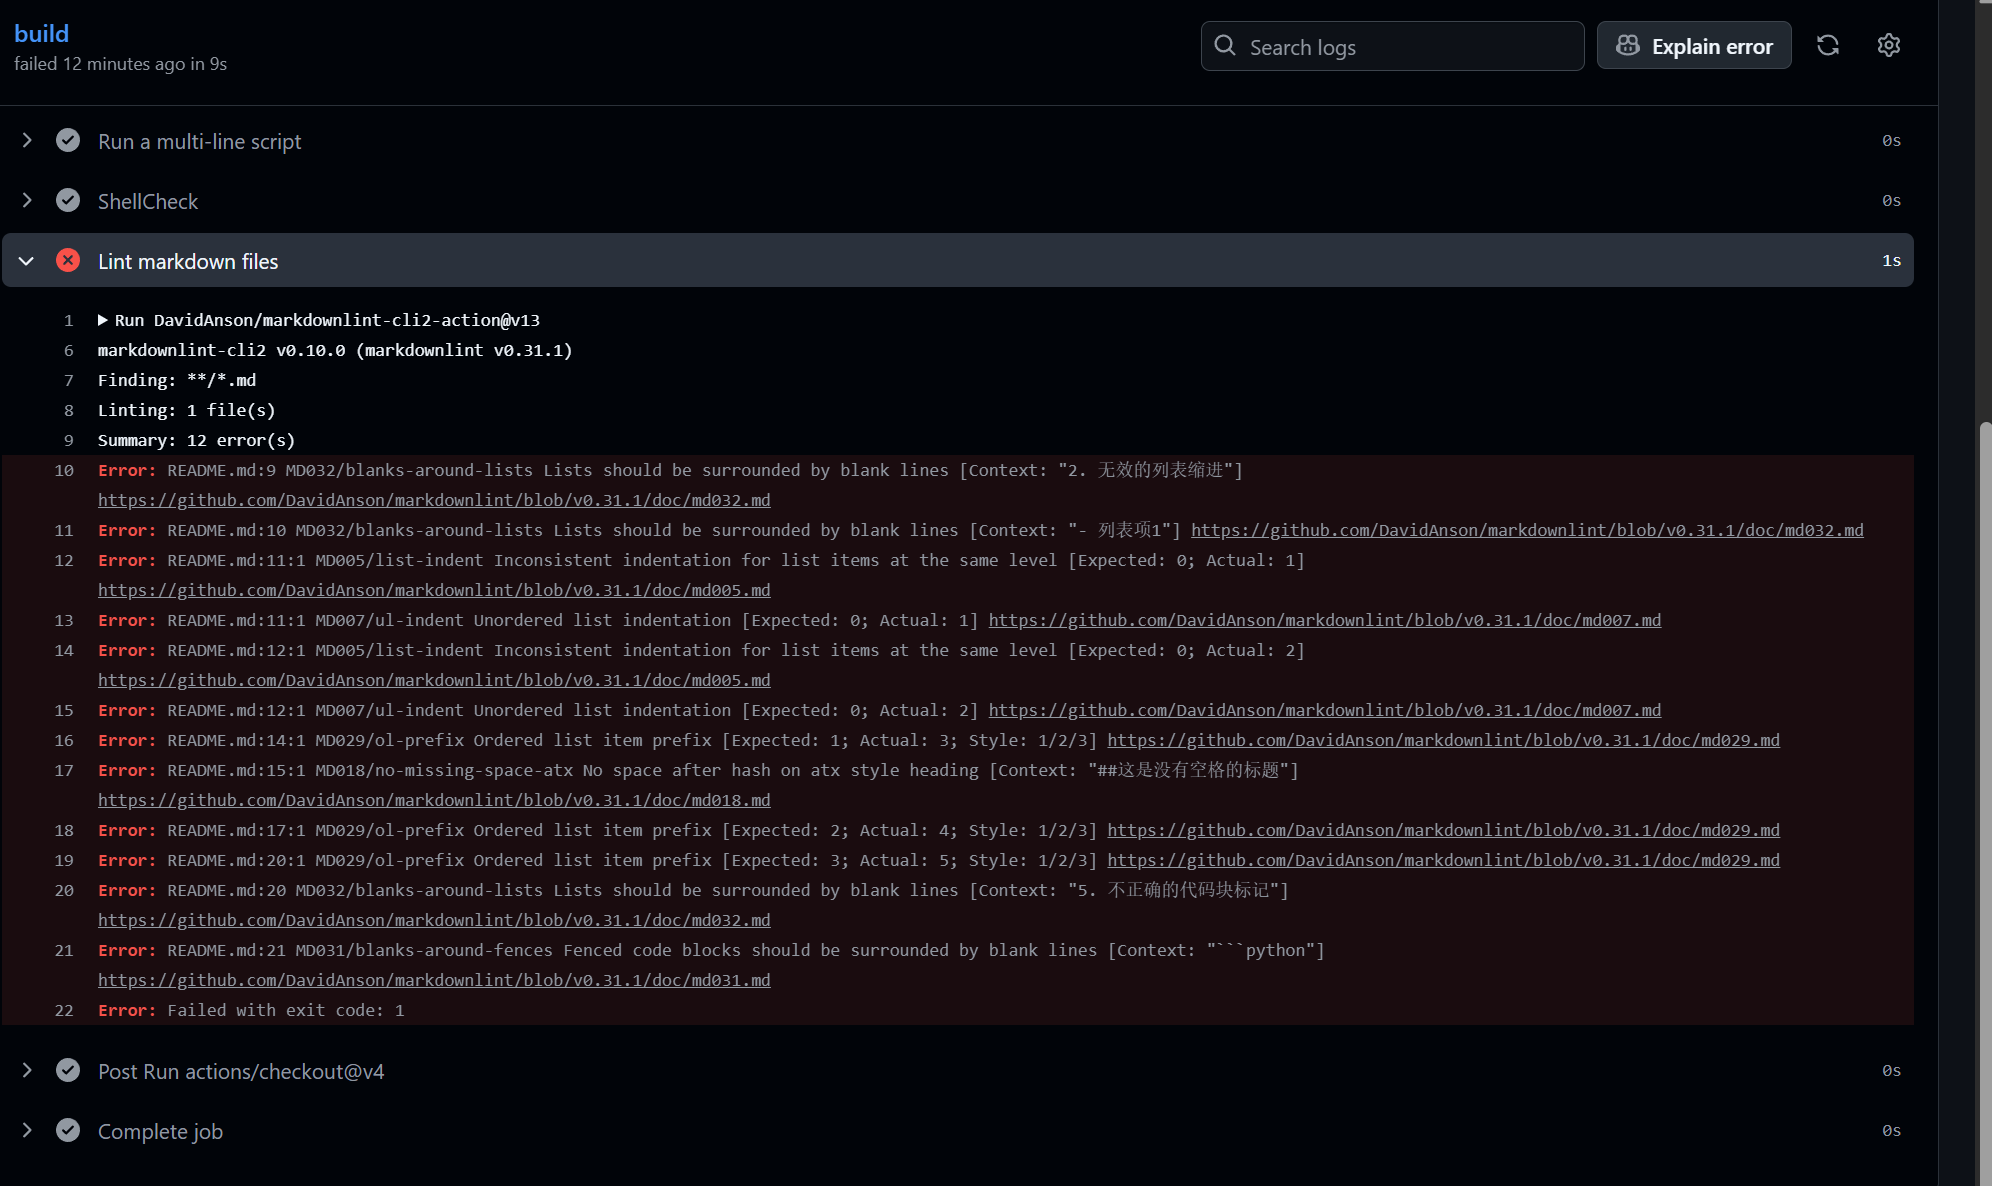 build
failed 12 minutes ago in 9s
Search logs
Explain error
Run a multi-line script 0s
ShellCheck 0s
Lint markdown files 1s
1 Run DavidAnson/markdownlint-cli2-action@v13
6 markdownlint-cli2 v0.10.0 (markdownlint v0.31.1)
7 Finding: **/*.md
8 Linting: 1 file(s)
9 Summary: 12 error(s)
10 Error: README.md:9 MD032/blanks-around-lists Lists should be surrounded by blank lines [Context: "2. 无效的列表缩进"]
https://github.com/DavidAnson/markdownlint/blob/v0.31.1/doc/md032.md
11 Error: README.md:10 MD032/blanks-around-lists Lists should be surrounded by blank lines [Context: "- 列表项1"] https://github.com/DavidAnson/markdownlint/blob/v0.31.1/doc/md032.md
12 Error: README.md:11:1 MD005/list-indent Inconsistent indentation for list items at the same level [Expected: 0; Actual: 1]
https://github.com/DavidAnson/markdownlint/blob/v0.31.1/doc/md005.md
13 Error: README.md:11:1 MD007/ul-indent Unordered list indentation [Expected: 0; Actual: 1] https://github.com/DavidAnson/markdownlint/blob/v0.31.1/doc/md007.md
14 Error: README.md:12:1 MD005/list-indent Inconsistent indentation for list items at the same level [Expected: 0; Actual: 2]
https://github.com/DavidAnson/markdownlint/blob/v0.31.1/doc/md005.md
15 Error: README.md:12:1 MD007/ul-indent Unordered list indentation [Expected: 0; Actual: 2] https://github.com/DavidAnson/markdownlint/blob/v0.31.1/doc/md007.md
16 Error: README.md:14:1 MD029/ol-prefix Ordered list item prefix [Expected: 1; Actual: 3; Style: 1/2/3] https://github.com/DavidAnson/markdownlint/blob/v0.31.1/doc/md029.md
17 Error: README.md:15:1 MD018/no-missing-space-atx No space after hash on atx style heading [Context: "##这是没有空格的标题"]
https://github.com/DavidAnson/markdownlint/blob/v0.31.1/doc/md018.md
18 Error: README.md:17:1 MD029/ol-prefix Ordered list item prefix [Expected: 2; Actual: 4; Style: 1/2/3] https://github.com/DavidAnson/markdownlint/blob/v0.31.1/doc/md029.md
19 Error: README.md:20:1 MD029/ol-prefix Ordered list item prefix [Expected: 3; Actual: 5; Style: 1/2/3] https://github.com/DavidAnson/markdownlint/blob/v0.31.1/doc/md029.md
20 Error: README.md:20 MD032/blanks-around-lists Lists should be surrounded by blank lines [Context: "5. 不正确的代码块标记"]
https://github.com/DavidAnson/markdownlint/blob/v0.31.1/doc/md032.md
21 Error: README.md:21 MD031/blanks-around-fences Fenced code blocks should be surrounded by blank lines [Context: "```python"]
https://github.com/DavidAnson/markdownlint/blob/v0.31.1/doc/md031.md
22 Error: Failed with exit code: 1
Post Run actions/checkout@v4 0s
Complete job 0s